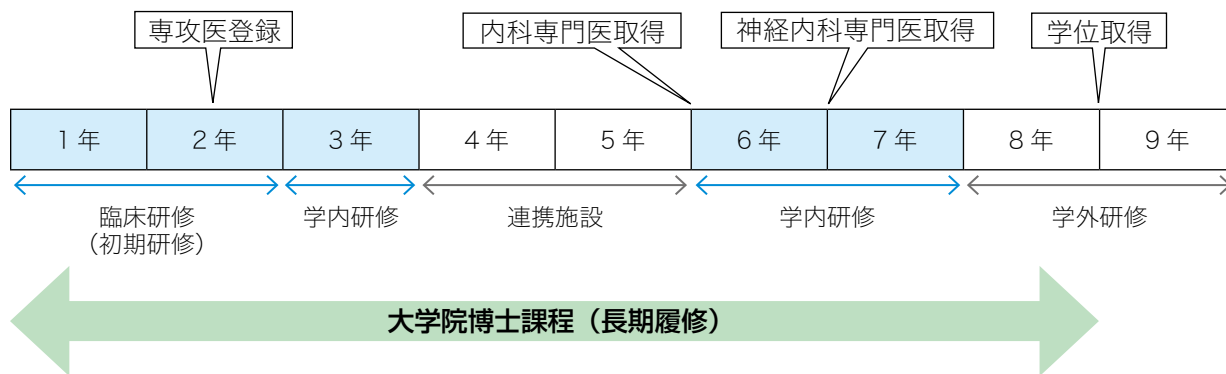 専攻医登録
内科専門医取得
神経内科専門医取得
学位取得
1年
2年
3年
4年
5年
6年
7年
8年
9年
臨床研修
（初期研修）
学内研修
連携施設
学内研修
学外研修
大学院博士課程（長期履修）